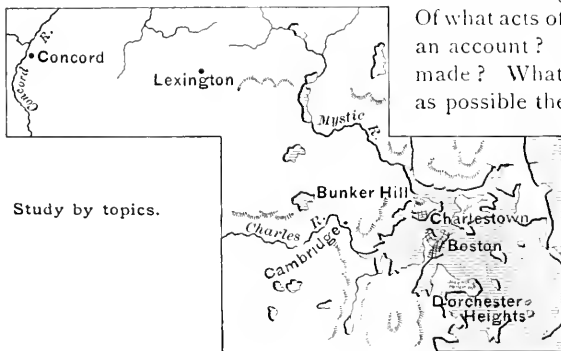 Of what acts of
an account?
made? What
as possible the
Concord R.
Concord
Lexington
Mystic R.
Bunker Hill
Study by topics.
Charlestown
Charles R.
Boston
Cambridge
Dorchester
Heights